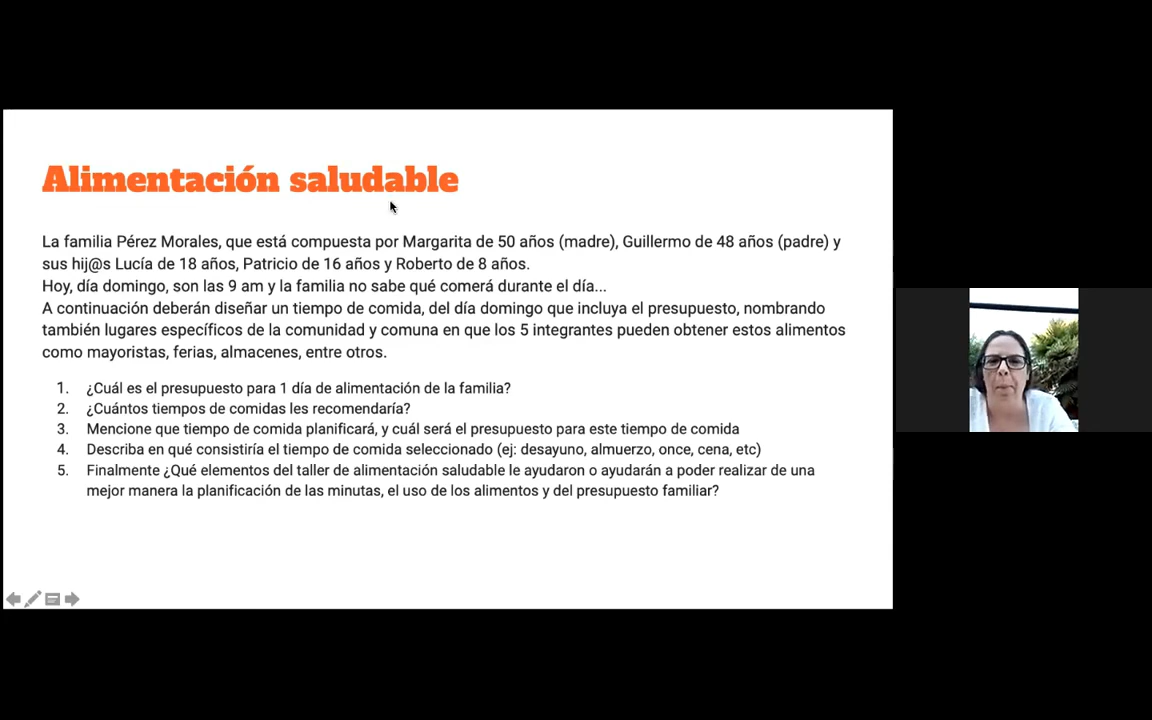 Alimentación saludable
La familia Pérez Morales, que está compuesta por Margarita de 50 años (madre), Guillermo de 48 años (padre) y
sus hij@s Lucía de 18 años, Patricio de 16 años y Roberto de 8 años.
Hoy, día domingo, son las 9 am y la familia no sabe qué comerá durante el día...
A continuación deberán diseñar un tiempo de comida, del día domingo que incluya el presupuesto, nombrando
también lugares específicos de la comunidad y comuna en que los 5 integrantes pueden obtener estos alimentos
como mayoristas, ferias, almacenes, entre otros.
1. ¿Cuál es el presupuesto para 1 día de alimentación de la familia?
2. ¿Cuántos tiempos de comidas les recomendaría?
3. Mencione que tiempo de comida planificará, y cuál será el presupuesto para este tiempo de comida
4. Describa en qué consistiría el tiempo de comida seleccionado (ej: desayuno, almuerzo, once, cena, etc)
5. Finalmente ¿Qué elementos del taller de alimentación saludable le ayudaron o ayudarán a poder realizar de una
mejor manera la planificación de las minutas, el uso de los alimentos y del presupuesto familiar?